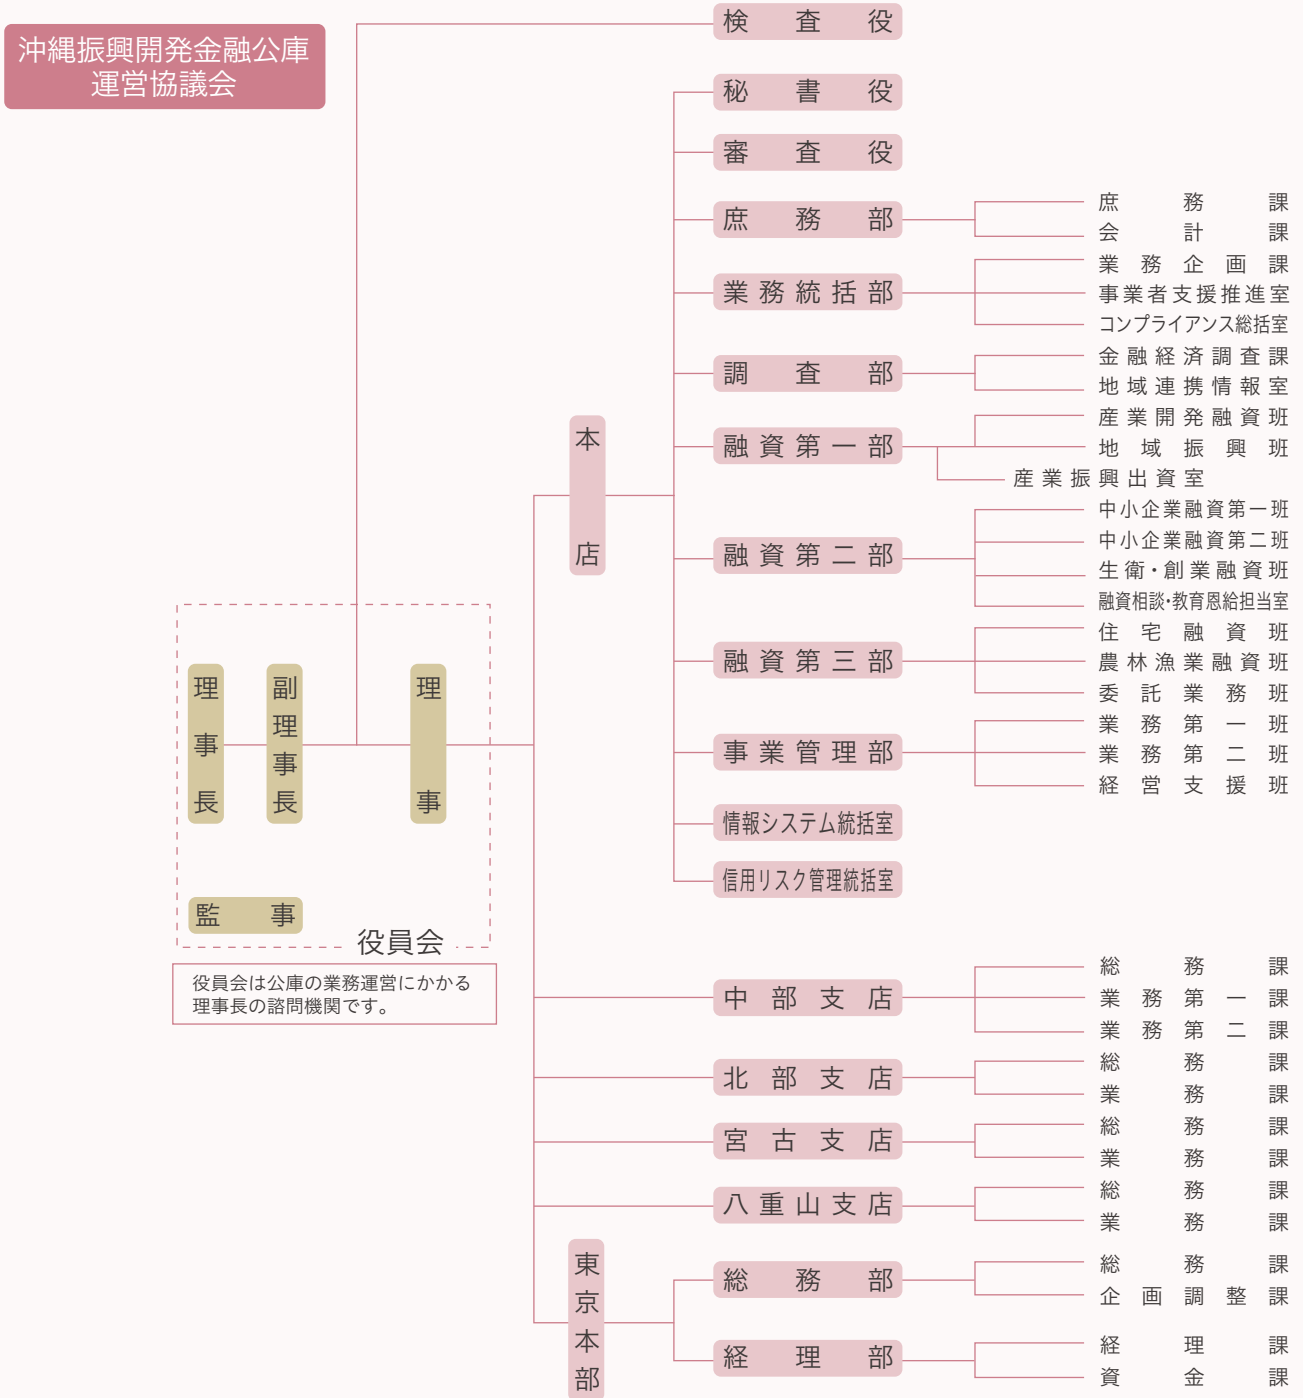 沖縄振興開発金融公庫
運営協議会
検査役
秘書役
審査役
庶務部
庶務課
会計課
業務統括部
業務企画課
事業者支援推進室
コンプライアンス総括室
調査部
金融経済調査課
地域連携情報室
本店
融資第一部
産業開発融資班
地域振興班
産業振興出資室
融資第二部
中小企業融資第一班
中小企業融資第二班
生衛・創業融資班
融資相談・教育恩給担当室
融資第三部
住宅融資班
農林漁業融資班
委託業務班
理事長
副理事長
理事
事業管理部
業務第一班
業務第二班
経営支援班
情報システム統括室
信用リスク管理統括室
監事
役員会
役員会は公庫の業務運営にかかる
理事長の諮問機関です。
中部支店
総務課
業務第一課
業務第二課
北部支店
総務課
業務課
宮古支店
総務課
業務課
八重山支店
総務課
業務課
東京本部
総務部
総務課
企画調整課
経理部
経理課
資金課